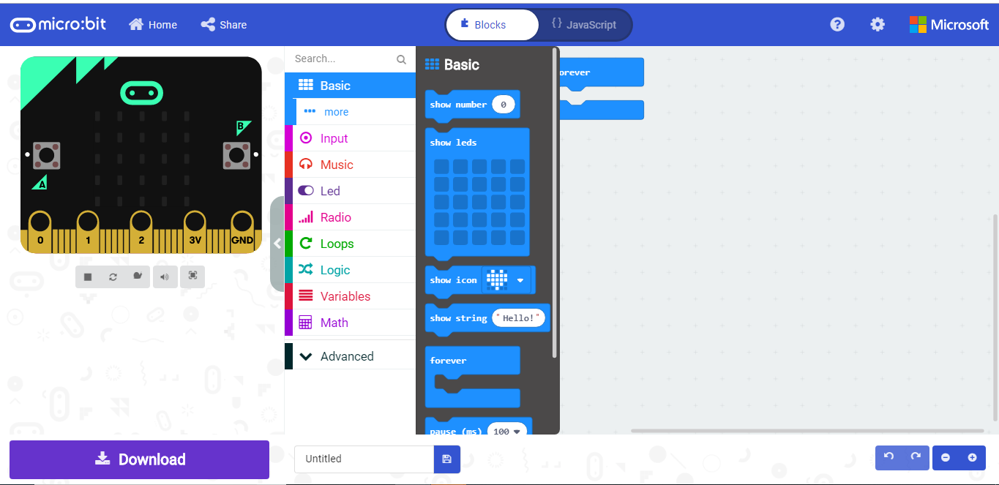 micro:bit
Home
Share
Blocks
{} JavaScript
?
Microsoft
B
A
0 1 2 3V GND
Download
Search...
Basic
more
Input
Music
Led
Radio
Loops
Logic
Variables
Math
Advanced
Basic
show number 0
show leds
show icon
show string "Hello!"
forever
pause (ms) 100
orever
Untitled